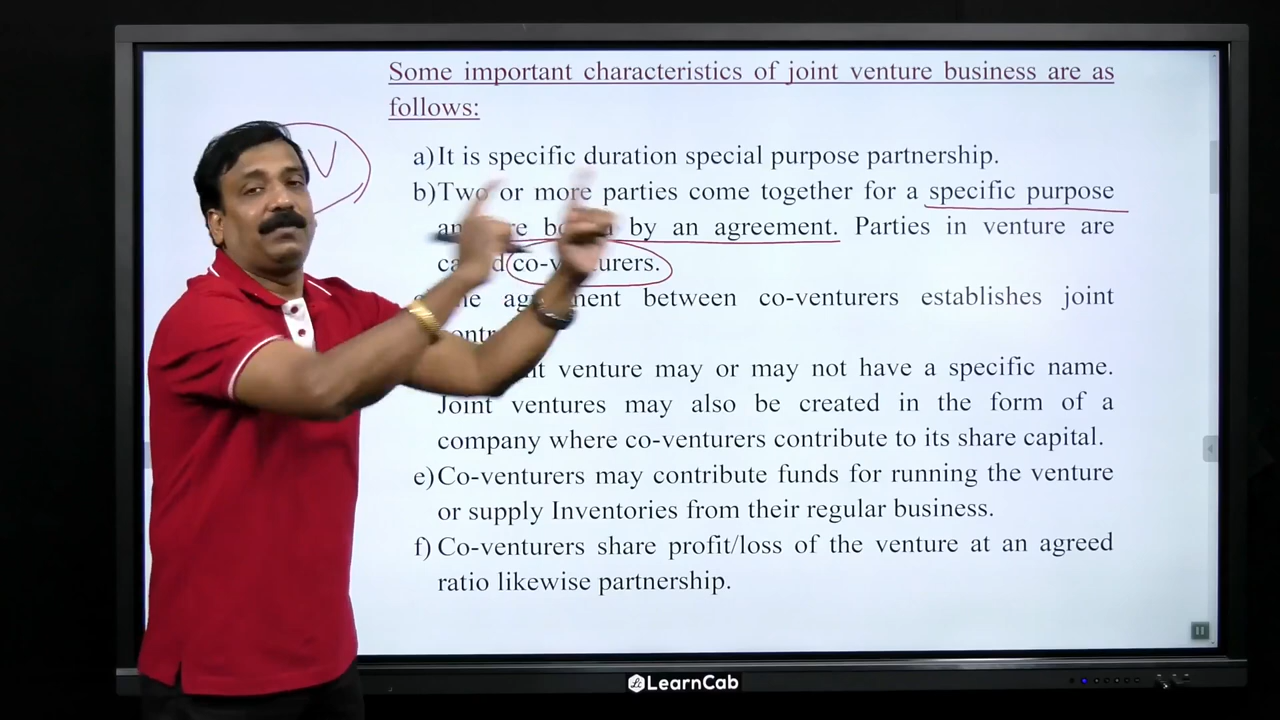 Some important characteristics of joint venture business are as
follows:
V
a) It is specific duration special purpose partnership.
b) Two or more parties come together for a specific purpose
by an agreement. Parties in venture are
co-venturers.
agreement between co-venturers establishes joint
venture may or may not have a specific name.
Joint ventures may also be created in the form of a
company where co-venturers contribute to its share capital.
e) Co-venturers may contribute funds for running the venture
or supply Inventories from their regular business.
f) Co-venturers share profit/loss of the venture at an agreed
ratio likewise partnership.
LearnCab